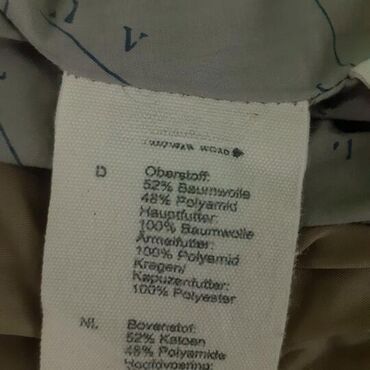 V
D Oberstoff:
52% Baumwolle
48% Polyamid
Hauptfutter:
100% Baumwolle
Ärmelfutter:
100% Polyamid
Kragen/
Kapuzenfutter:
100% Polyester
NL Bovenstof:
52% Katoen
48% Polyamide
Hoofdvoering: